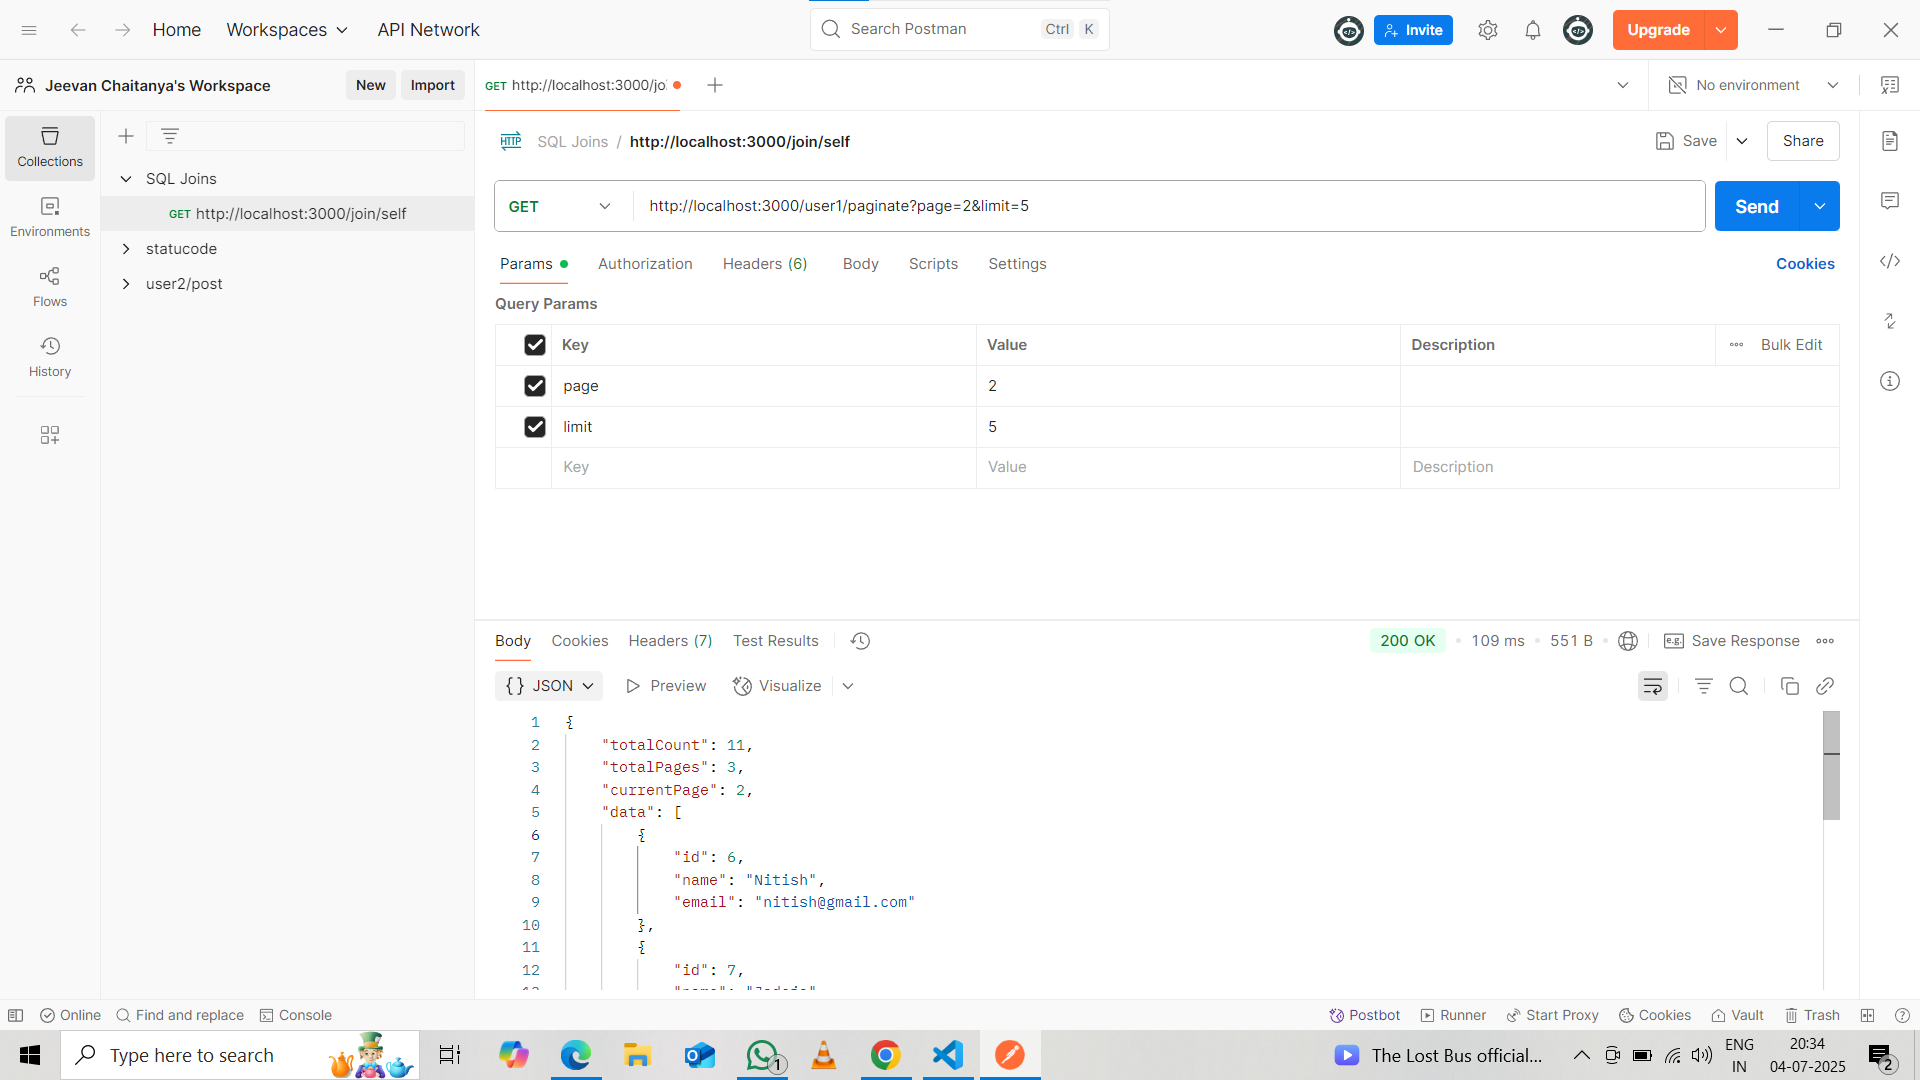 Home
Workspaces
API Network
Search Postman
Ctrl
K
Invite
Upgrade
Jeevan Chaitanya's Workspace
New
Import
GET http://localhost:3000/jo
No environment
Collections
Environments
Flows
History
SQL Joins
GET http://localhost:3000/join/self
statucode
user2/post
HTTP
SQL Joins / http://localhost:3000/join/self
Save
Share
GET
http://localhost:3000/user1/paginate?page=2&limit=5
Send
Params
Authorization
Headers (6)
Body
Scripts
Settings
Cookies
Query Params
Key Value Description Bulk Edit
page 2
limit 5
Key Value Description
Body
Cookies
Headers (7)
Test Results
200 OK
109 ms
551 B
e.g.
Save Response
{} JSON
Preview
Visualize
1 {
2 "totalCount": 11,
3 "totalPages": 3,
4 "currentPage": 2,
5 "data": [
6 {
7 "id": 6,
8 "name": "Nitish",
9 "email": "nitish@gmail.com"
10 },
11 {
12 "id": 7,
Online
Find and replace
Console
Postbot
Runner
Start Proxy
Cookies
Vault
Trash
Type here to search
1
The Lost Bus official...
ENG
IN
20:34
04-07-2025
2